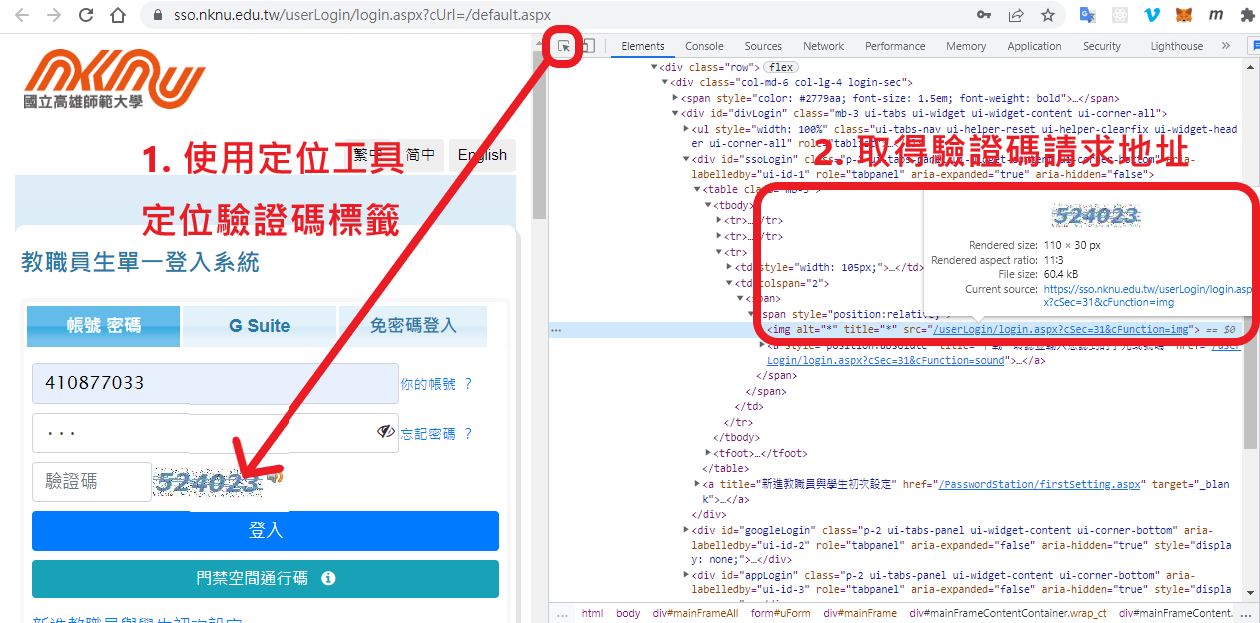 sso.nknu.edu.tw/userLogin/login.aspx?cUrl=/default.aspx
nknu
國立高雄師範大學
繁中
简中
English
1. 使用定位工具
定位驗證碼標籤
教職員生單一登入系統
帳號 密碼
G Suite
免密碼登入
410877033
你的帳號 ?
忘記密碼 ?
驗證碼
524023
登入
門禁空間通行碼
新進教職員與學生初次設定
Elements Console Sources Network Performance Memory Application Security Lighthouse »
▼<div class="row"> flex
▼<div class="col-md-6 col-lg-4 login-sec">
▶<span style="color: #2779aa; font-size: 1.5em; font-weight: bold">…</span>
▼<div id="divLogin" class="mb-3 ui-tabs ui-widget ui-widget-content ui-corner-all">
▶<ul style="width: 100%" class="ui-tabs-nav ui-helper-reset ui-helper-clearfix ui-widget-head
er ui-corner-all" role="tablist">…</ul>
2. 取得驗證碼請求地址
▼<div id="ssoLogin" class="p-2 ui-tabs-panel ui-widget-content ui-corner-bottom" aria-
labelledby="ui-id-1" role="tabpanel" aria-expanded="true" aria-hidden="false">
▼<table class="mb-3">
▼<tbody>
▶<tr>…</tr>
▶<tr>…</tr>
▼<tr>
▶<td style="width: 105px;">…</td>
▼<td colspan="2">
▼<span>
▼<span style="position:relative;">
524023
Rendered size: 110 × 30 px
Rendered aspect ratio: 11:3
File size: 60.4 kB
Current source: https://sso.nknu.edu.tw/userLogin/login.asp
x?cSec=31&cFunction=img
<img alt="*" title="*" src="/userLogin/login.aspx?cSec=31&cFunction=img"> == $0
▶<a style="position:absolute" title= href="/user
Login/login.aspx?cSec=31&cFunction=sound">…</a>
</span>
</span>
</td>
</tr>
</tbody>
▶<tfoot>…</tfoot>
</table>
▶<a title="新進教職員與學生初次設定" href="/PasswordStation/firstSetting.aspx" target="_blan
k">…</a>
</div>
▶<div id="googleLogin" class="p-2 ui-tabs-panel ui-widget-content ui-corner-bottom" aria-
labelledby="ui-id-2" role="tabpanel" aria-expanded="false" aria-hidden="true" style="displa
y: none;">…</div>
▶<div id="appLogin" class="p-2 ui-tabs-panel ui-widget-content ui-corner-bottom" aria-
labelledby="ui-id-3" role="tabpanel" aria-expanded="false" aria-hidden="true" style="displa
… html body div#mainFrameAll form#uForm div#mainFrame div#mainFrameContentContainer.wrap_ct div#mainFrameContent. …